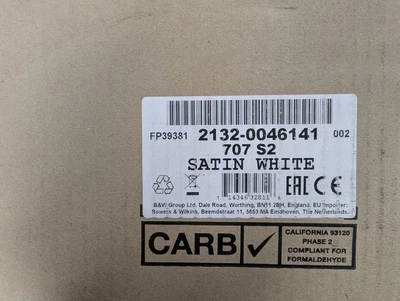 FP39381 2132-0046141 002
707 S2
SATIN WHITE
EAC CE
B&W Group Ltd. Dale Road, Worthing, BN11 2BH, England. EU Importer:
Bowers & Wilkins, Beemdstraat 11, 5653 MA Eindhoven, The Netherlands.
CARB ✓
CALIFORNIA 93120
PHASE 2
COMPLIANT FOR
FORMALDEHYDE